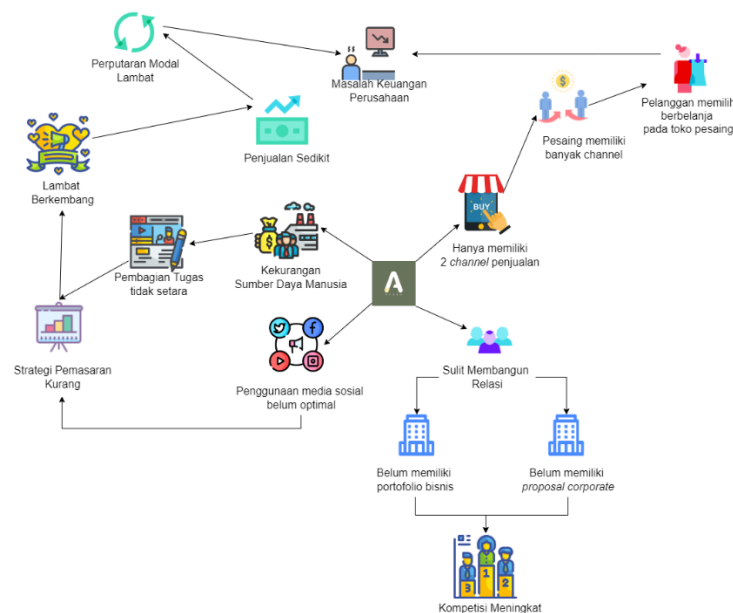 Perputaran Modal
Lambat
Masalah Keuangan
Perusahaan
Pelanggan memilih
berbelanja
pada toko pesaing
Pesaing memiliki
banyak channel
Penjualan Sedikit
Lambat
Berkembang
BUY
Hanya memiliki
2 channel penjualan
Pembagian Tugas
tidak setara
Kekurangan
Sumber Daya Manusia
A
Strategi Pemasaran
Kurang
Penggunaan media sosial
belum optimal
Sulit Membangun
Relasi
Belum memiliki
portofolio bisnis
Belum memiliki
proposal corporate
3 1 2
Kompetisi Meningkat